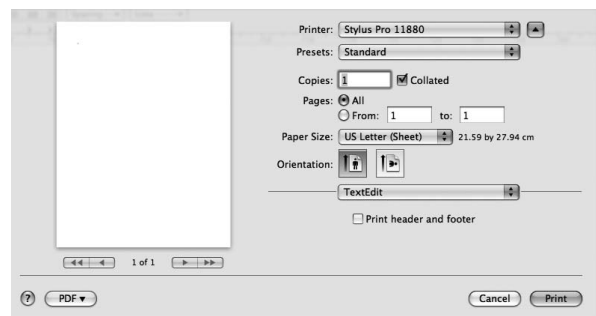 Printer: Stylus Pro 11880
Presets: Standard
Copies: 1 Collated
Pages: All
From: 1 to: 1
Paper Size: US Letter (Sheet) 21.59 by 27.94 cm
Orientation:
TextEdit
Print header and footer
1 of 1
? PDF Cancel Print